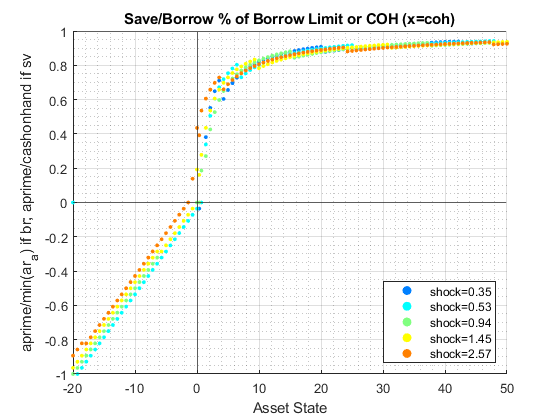 Save/Borrow % of Borrow Limit or COH (x=coh)
aprime/min(ar_a) if br; aprime/cashonhand if sv
1
0.8
0.6
0.4
0.2
0
-0.2
-0.4
-0.6
-0.8
-1
shock=0.35
shock=0.53
shock=0.94
shock=1.45
shock=2.57
-20 -10 0 10 20 30 40 50
Asset State